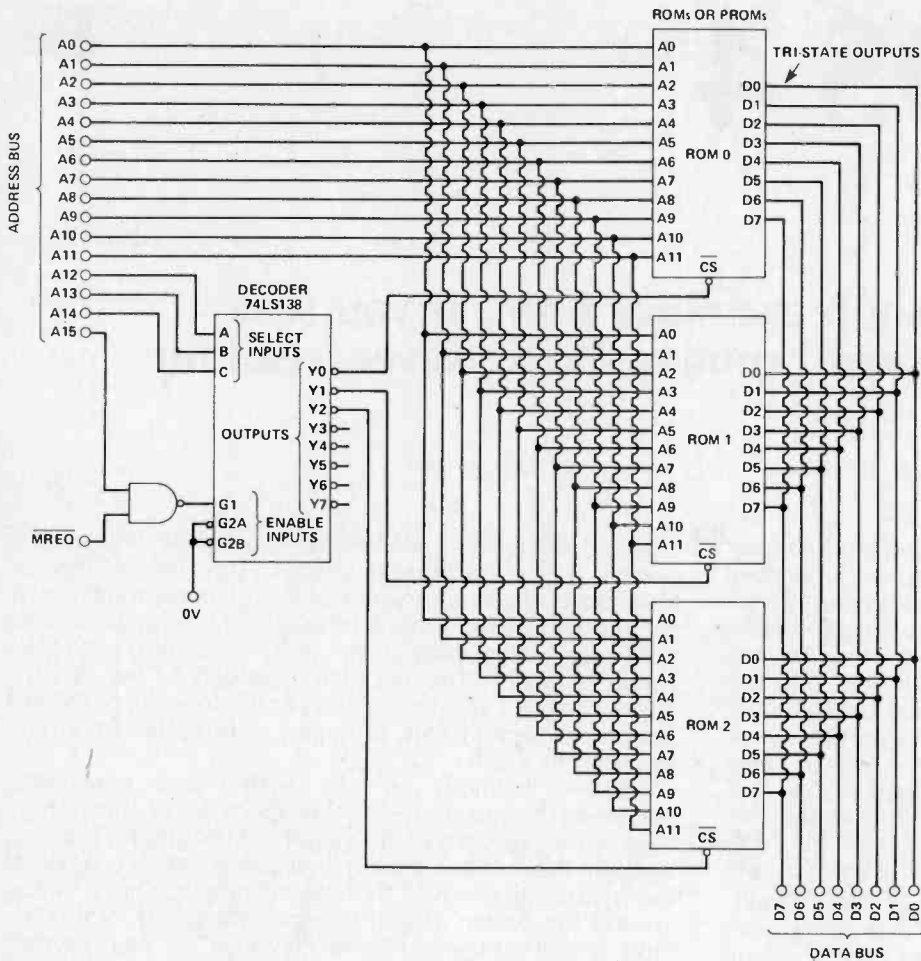 ROMs OR PROMs
TRI-STATE OUTPUTS
ADDRESS BUS
A0
A1
A2
A3
A4
A5
A6
A7
A8
A9
A10
A11
A12
A13
A14
A15
MREQ
DECODER
74LS138
A
B
C
SELECT
INPUTS
OUTPUTS
Y0
Y1
Y2
Y3
Y4
Y5
Y6
Y7
G1
G2A
G2B
ENABLE
INPUTS
0V
A0
A1
A2
A3
A4
A5
A6
A7
A8
A9
A10
A11
ROM 0
CS
D0
D1
D2
D3
D4
D5
D6
D7
A0
A1
A2
A3
A4
A5
A6
A7
A8
A9
A10
A11
ROM 1
CS
D0
D1
D2
D3
D4
D5
D6
D7
A0
A1
A2
A3
A4
A5
A6
A7
A8
A9
A10
A11
ROM 2
CS
D0
D1
D2
D3
D4
D5
D6
D7
D7
D6
D5
D4
D3
D2
D1
D0
DATA BUS